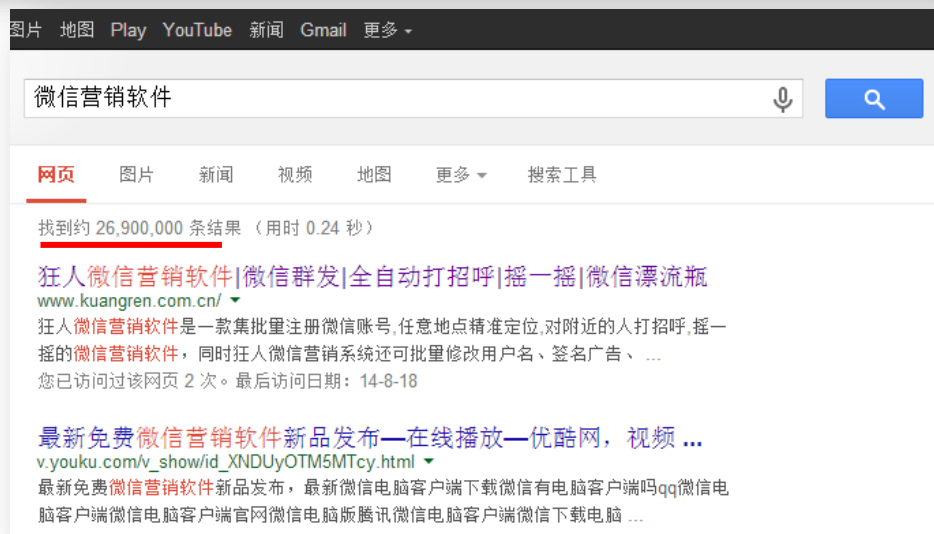 图片 地图 Play YouTube 新闻 Gmail 更多
微信营销软件
网页 图片 新闻 视频 地图 更多 搜索工具
找到约 26,900,000 条结果 （用时 0.24 秒）
狂人微信营销软件|微信群发|全自动打招呼|摇一摇|微信漂流瓶
www.kuangren.com.cn/
狂人微信营销软件是一款集批量注册微信账号,任意地点精准定位,对附近的人打招呼,摇一
摇的微信营销软件，同时狂人微信营销系统还可批量修改用户名、签名广告、 ...
您已访问过该网页 2 次。最后访问日期：14-8-18
最新免费微信营销软件新品发布—在线播放—优酷网，视频 ...
v.youku.com/v_show/id_XNDUyOTM5MTcy.html
最新免费微信营销软件新品发布，最新微信电脑客户端下载微信有电脑客户端吗qq微信电
脑客户端微信电脑客户端官网微信电脑版腾讯微信电脑客户端微信下载电脑 ...